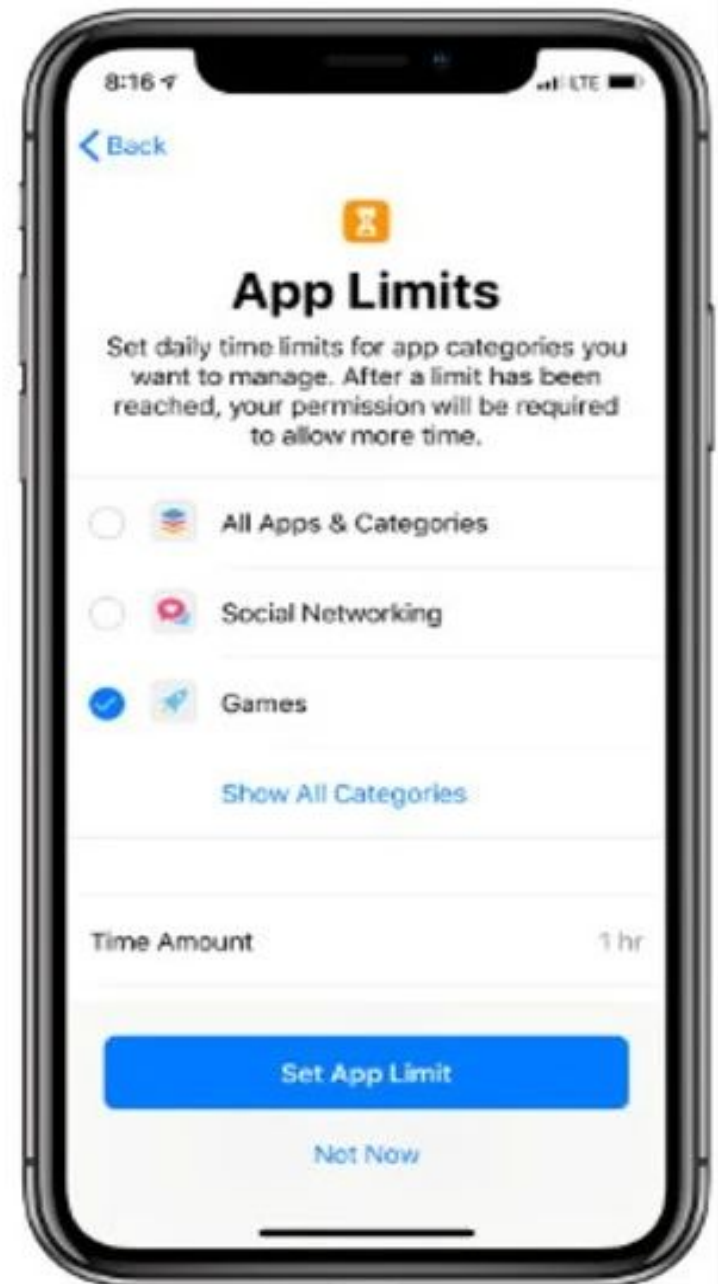 8:16
LTE
Back
App Limits
Set daily time limits for app categories you
want to manage. After a limit has been
reached, your permission will be required
to allow more time.
All Apps & Categories
Social Networking
Games
Show All Categories
Time Amount 1 hr
Set App Limit
Not Now